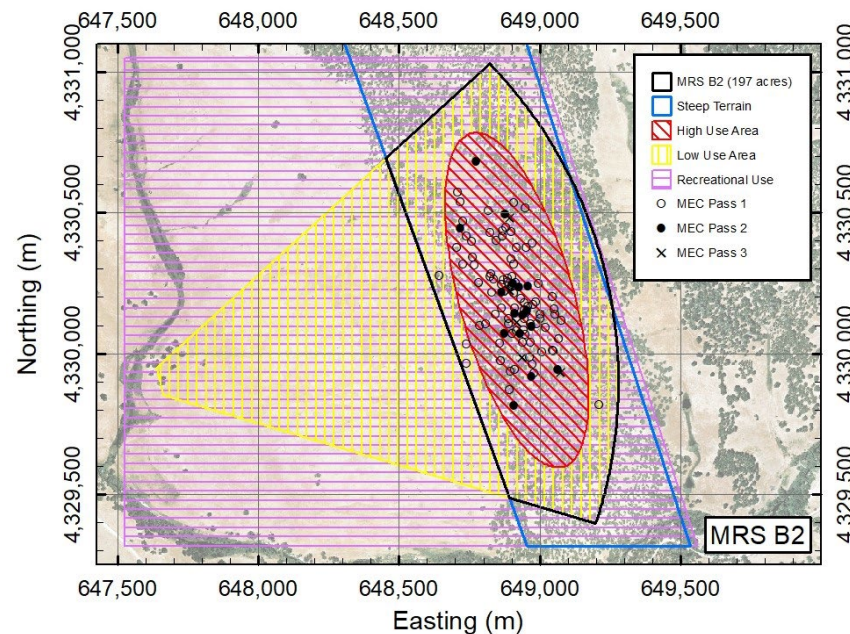 647,500 648,000 648,500 649,000 649,500
4,331,000
4,330,500
4,330,000
4,329,500
Northing (m)
4,331,000
4,330,500
4,330,000
4,329,500
MRS B2 (197 acres)
Steep Terrain
High Use Area
Low Use Area
Recreational Use
MEC Pass 1
MEC Pass 2
MEC Pass 3
MRS B2
647,500 648,000 648,500 649,000 649,500
Easting (m)